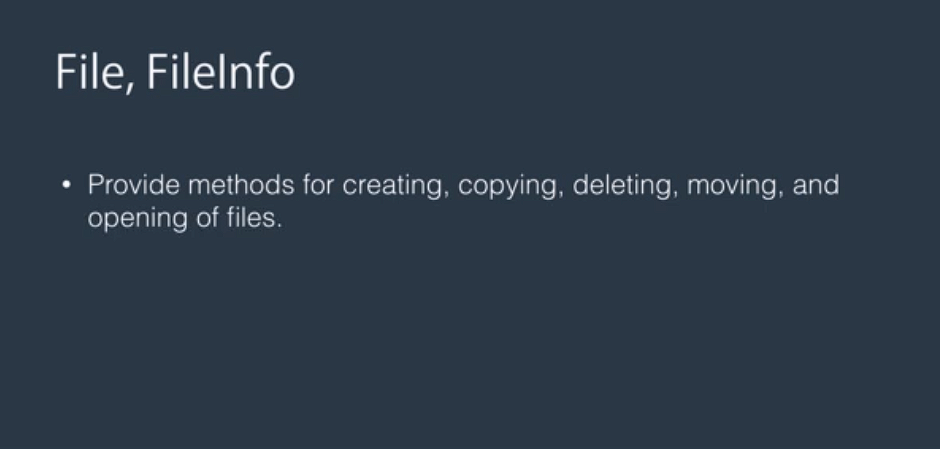 File, FileInfo
• Provide methods for creating, copying, deleting, moving, and
opening of files.